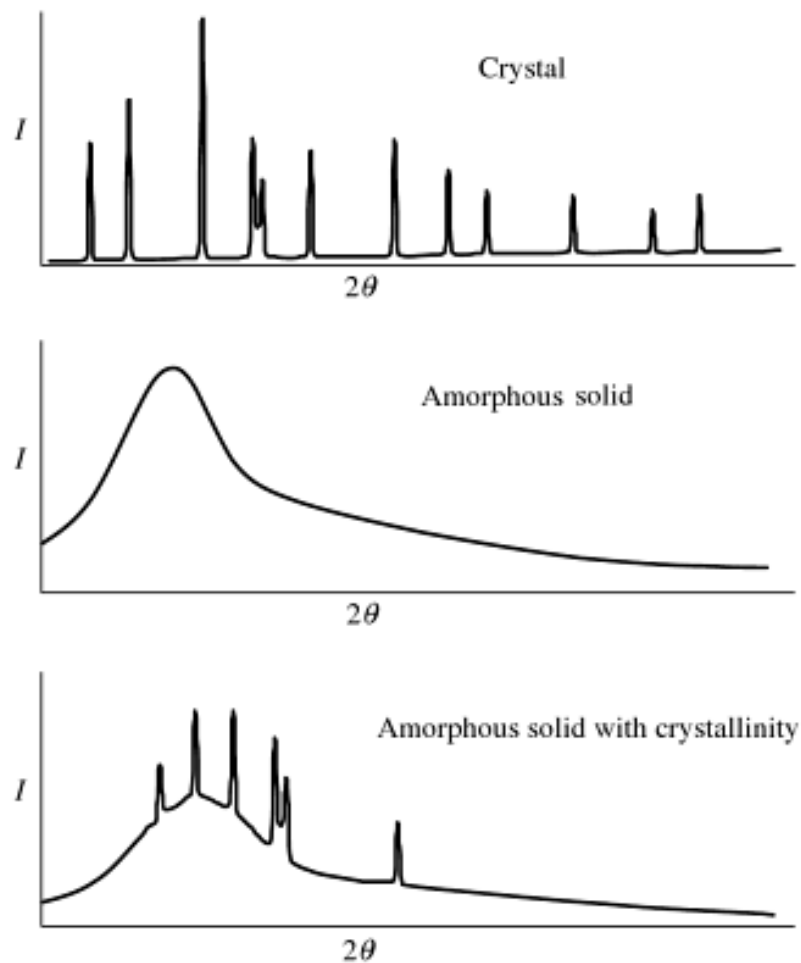 Crystal
I
2θ
Amorphous solid
I
2θ
Amorphous solid with crystallinity
I
2θ